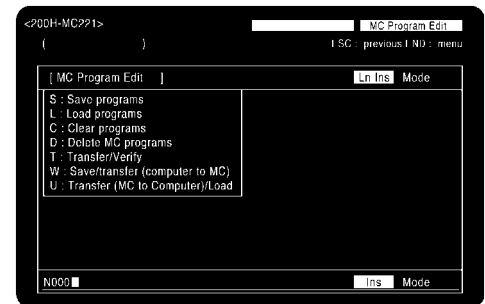 <200H-MC221> MC Program Edit
( ) ESC : previous END : menu
[ MC Program Edit ] Ln Ins Mode
S : Save programs
L : Load programs
C : Clear programs
D : Delete MC programs
T : Transfer/Verify
W : Save/transfer (computer to MC)
U : Transfer (MC to Computer)/Load
N000 Ins Mode